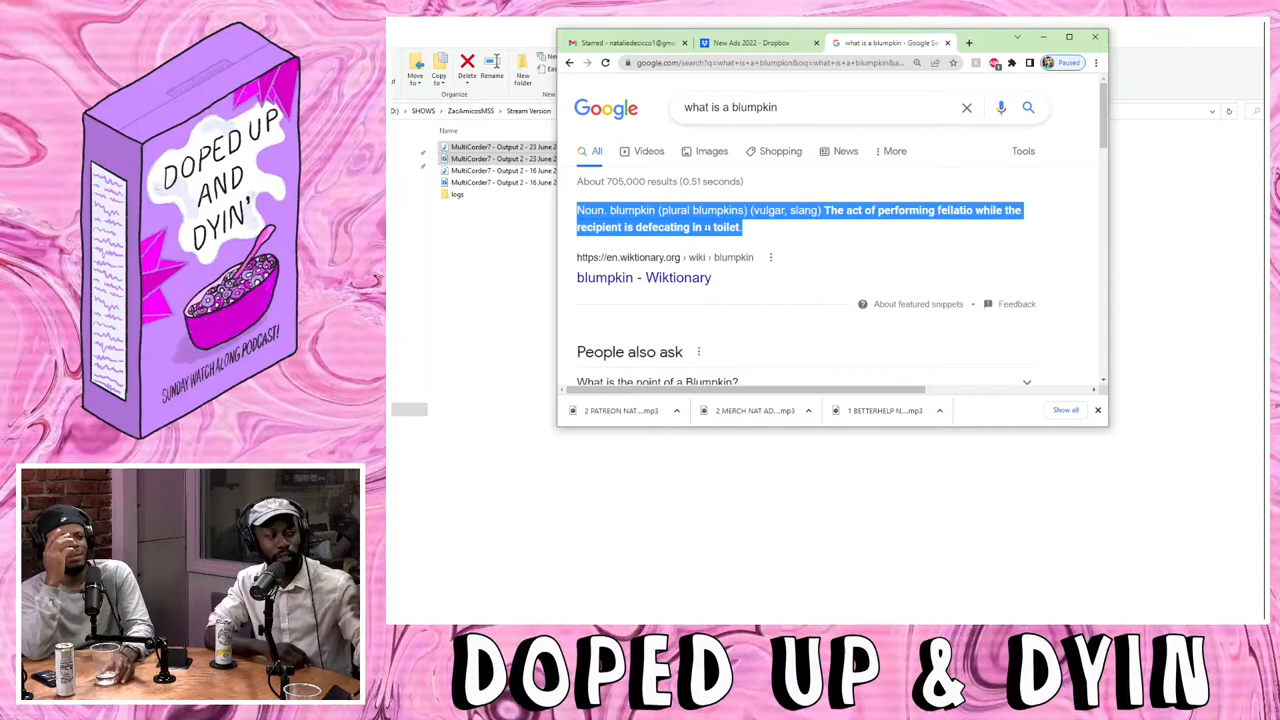 DOPED UP
AND
DYIN'
SUNDAY WATCH ALONG PODCAST!
Starred - nataliedecicco1@gma
New Ads 2022 - Dropbox
what is a blumpkin - Google Se
google.com/search?q=what+is+a+blumpkin&oq=what+is+a+blumpkin&a...
Paused
Move to
Copy to
Delete
Rename
New folder
Organize
SHOWS > ZacAmicosMSS > Stream Version
Name
MultiCorder7 - Output 2 - 23 June 2
MultiCorder7 - Output 2 - 23 June 2
MultiCorder7 - Output 2 - 16 June 2
MultiCorder7 - Output 2 - 16 June 2
logs
Google
what is a blumpkin
All
Videos
Images
Shopping
News
More
Tools
About 705,000 results (0.51 seconds)
Noun. blumpkin (plural blumpkins) (vulgar, slang) The act of performing fellatio while the
recipient is defecating in a toilet.
https://en.wiktionary.org › wiki › blumpkin
blumpkin - Wiktionary
About featured snippets
Feedback
People also ask
What is the point of a Blumpkin?
2 PATREON NAT....mp3
2 MERCH NAT AD....mp3
1 BETTERHELP N....mp3
Show all
DOPED UP & DYIN